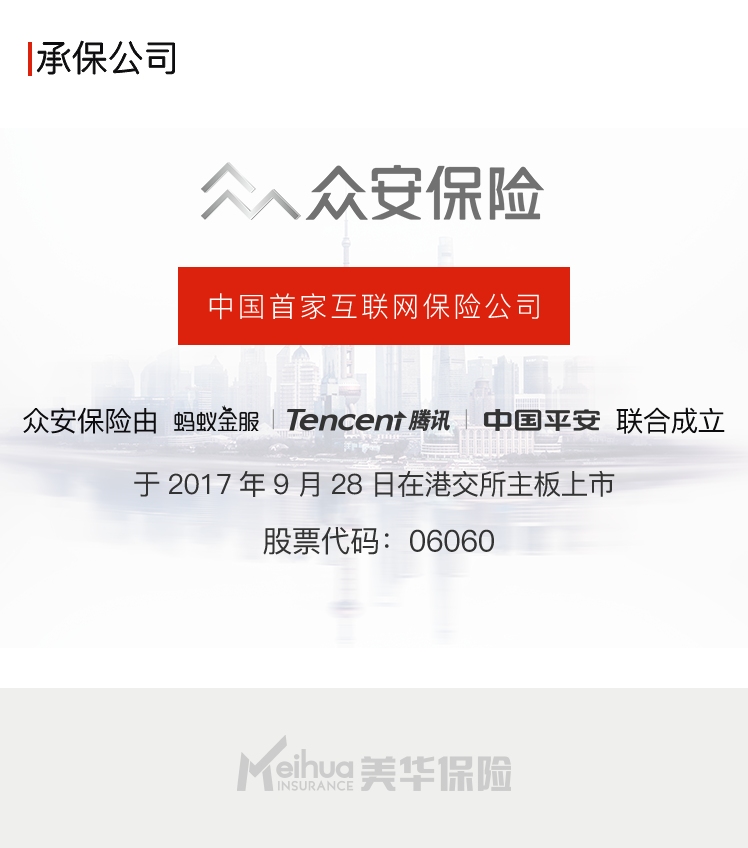 承保公司
众安保险
中国首家互联网保险公司
众安保险由 蚂蚁金服 | Tencent 腾讯 | 中国平安 联合成立
于 2017 年 9 月 28 日在港交所主板上市
股票代码：06060
Meihua INSURANCE 美华保险